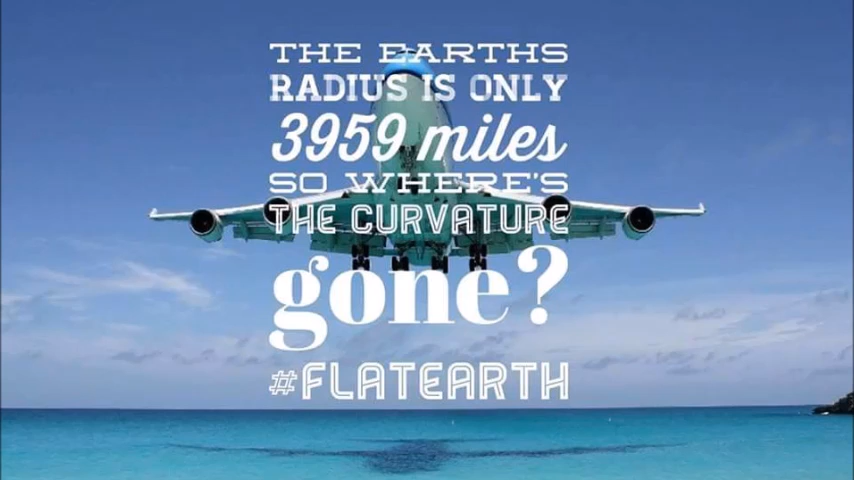 THE EARTHS
RADIUS IS ONLY
3959 miles
SO WHERE'S
THE CURVATURE
gone?
#FLATEARTH